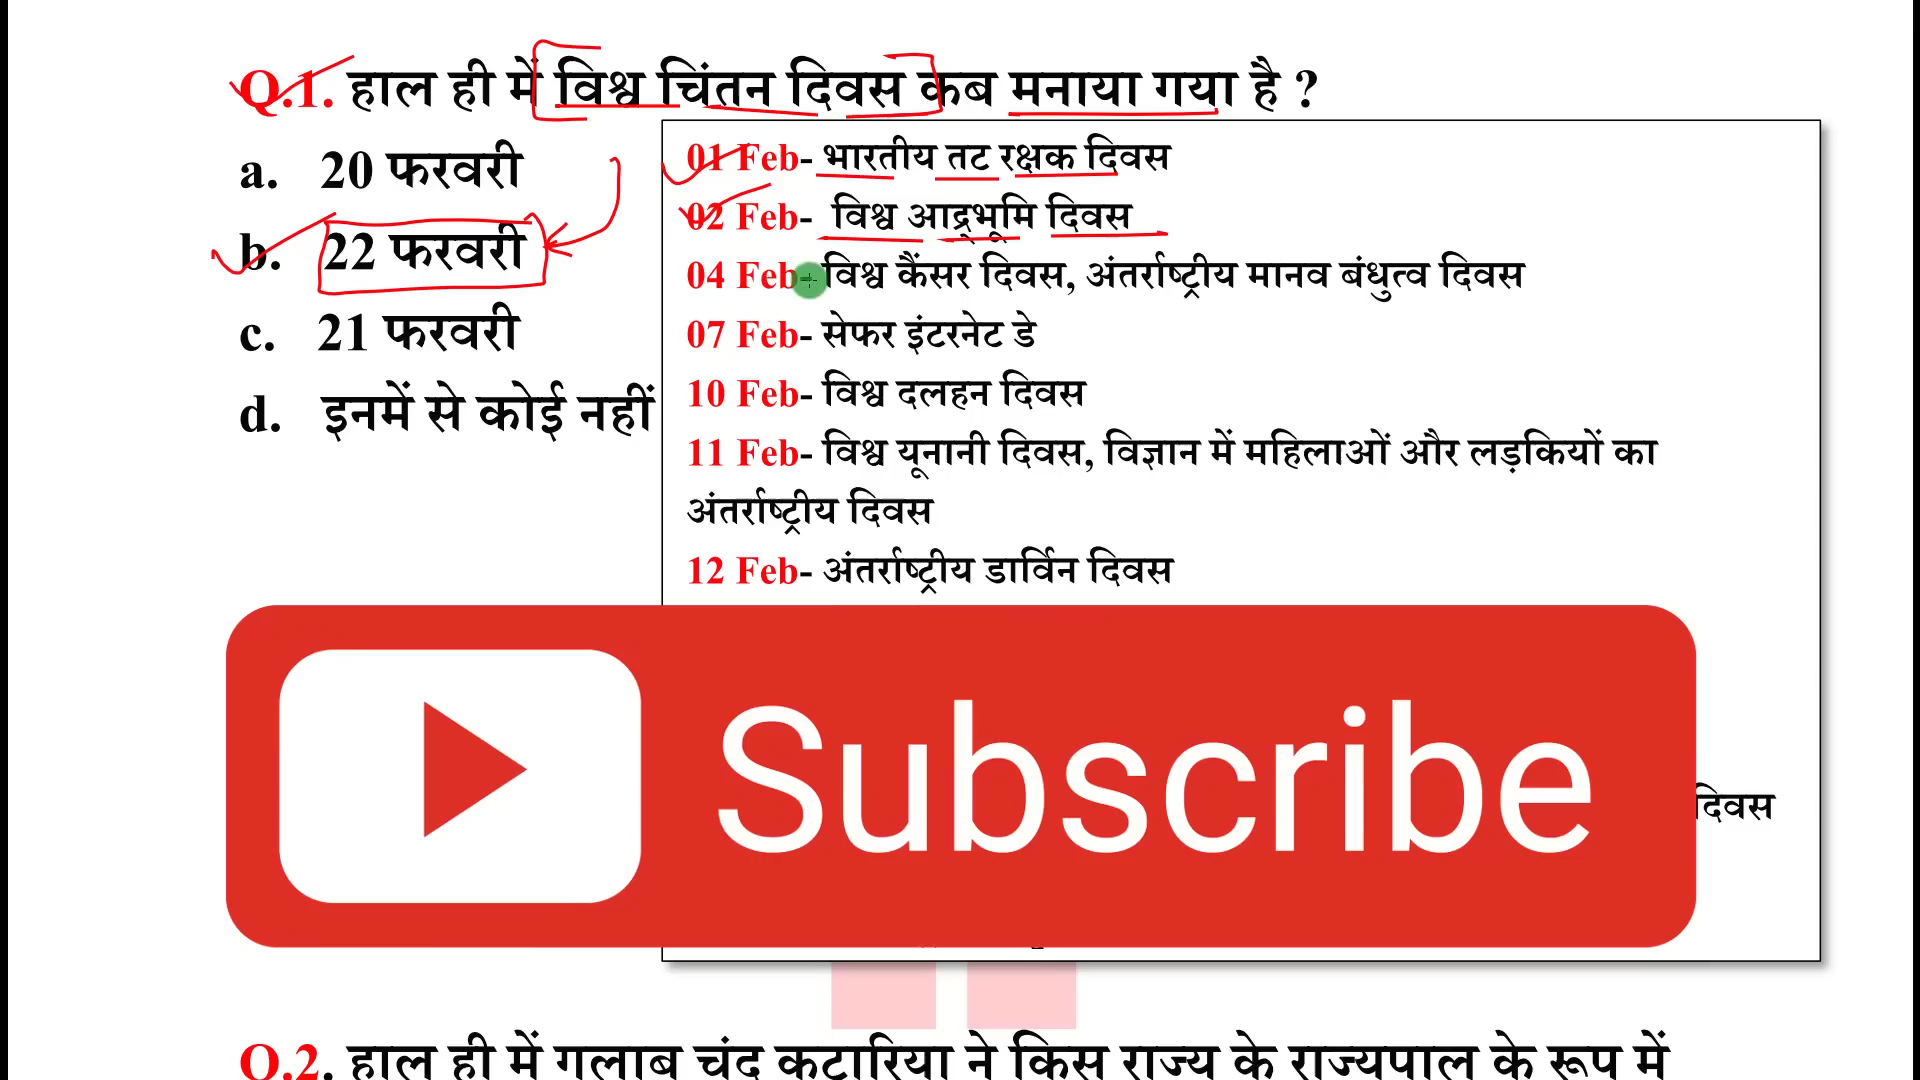 Q.1. हाल ही में विश्व चिंतन दिवस कब मनाया गया है ?
a. 20 फरवरी
b. 22 फरवरी
c. 21 फरवरी
d. इनमें से कोई नहीं
01 Feb- भारतीय तट रक्षक दिवस
02 Feb- विश्व आद्रभूमि दिवस
04 Feb- विश्व कैंसर दिवस, अंतर्राष्ट्रीय मानव बंधुत्व दिवस
07 Feb- सेफर इंटरनेट डे
10 Feb- विश्व दलहन दिवस
11 Feb- विश्व यूनानी दिवस, विज्ञान में महिलाओं और लड़कियों का
अंतर्राष्ट्रीय दिवस
12 Feb- अंतर्राष्ट्रीय डार्विन दिवस
Subscribe
दिवस
Q.2. हाल ही में गुलाब चंद कटारिया ने किस राज्य के राज्यपाल के रूप में